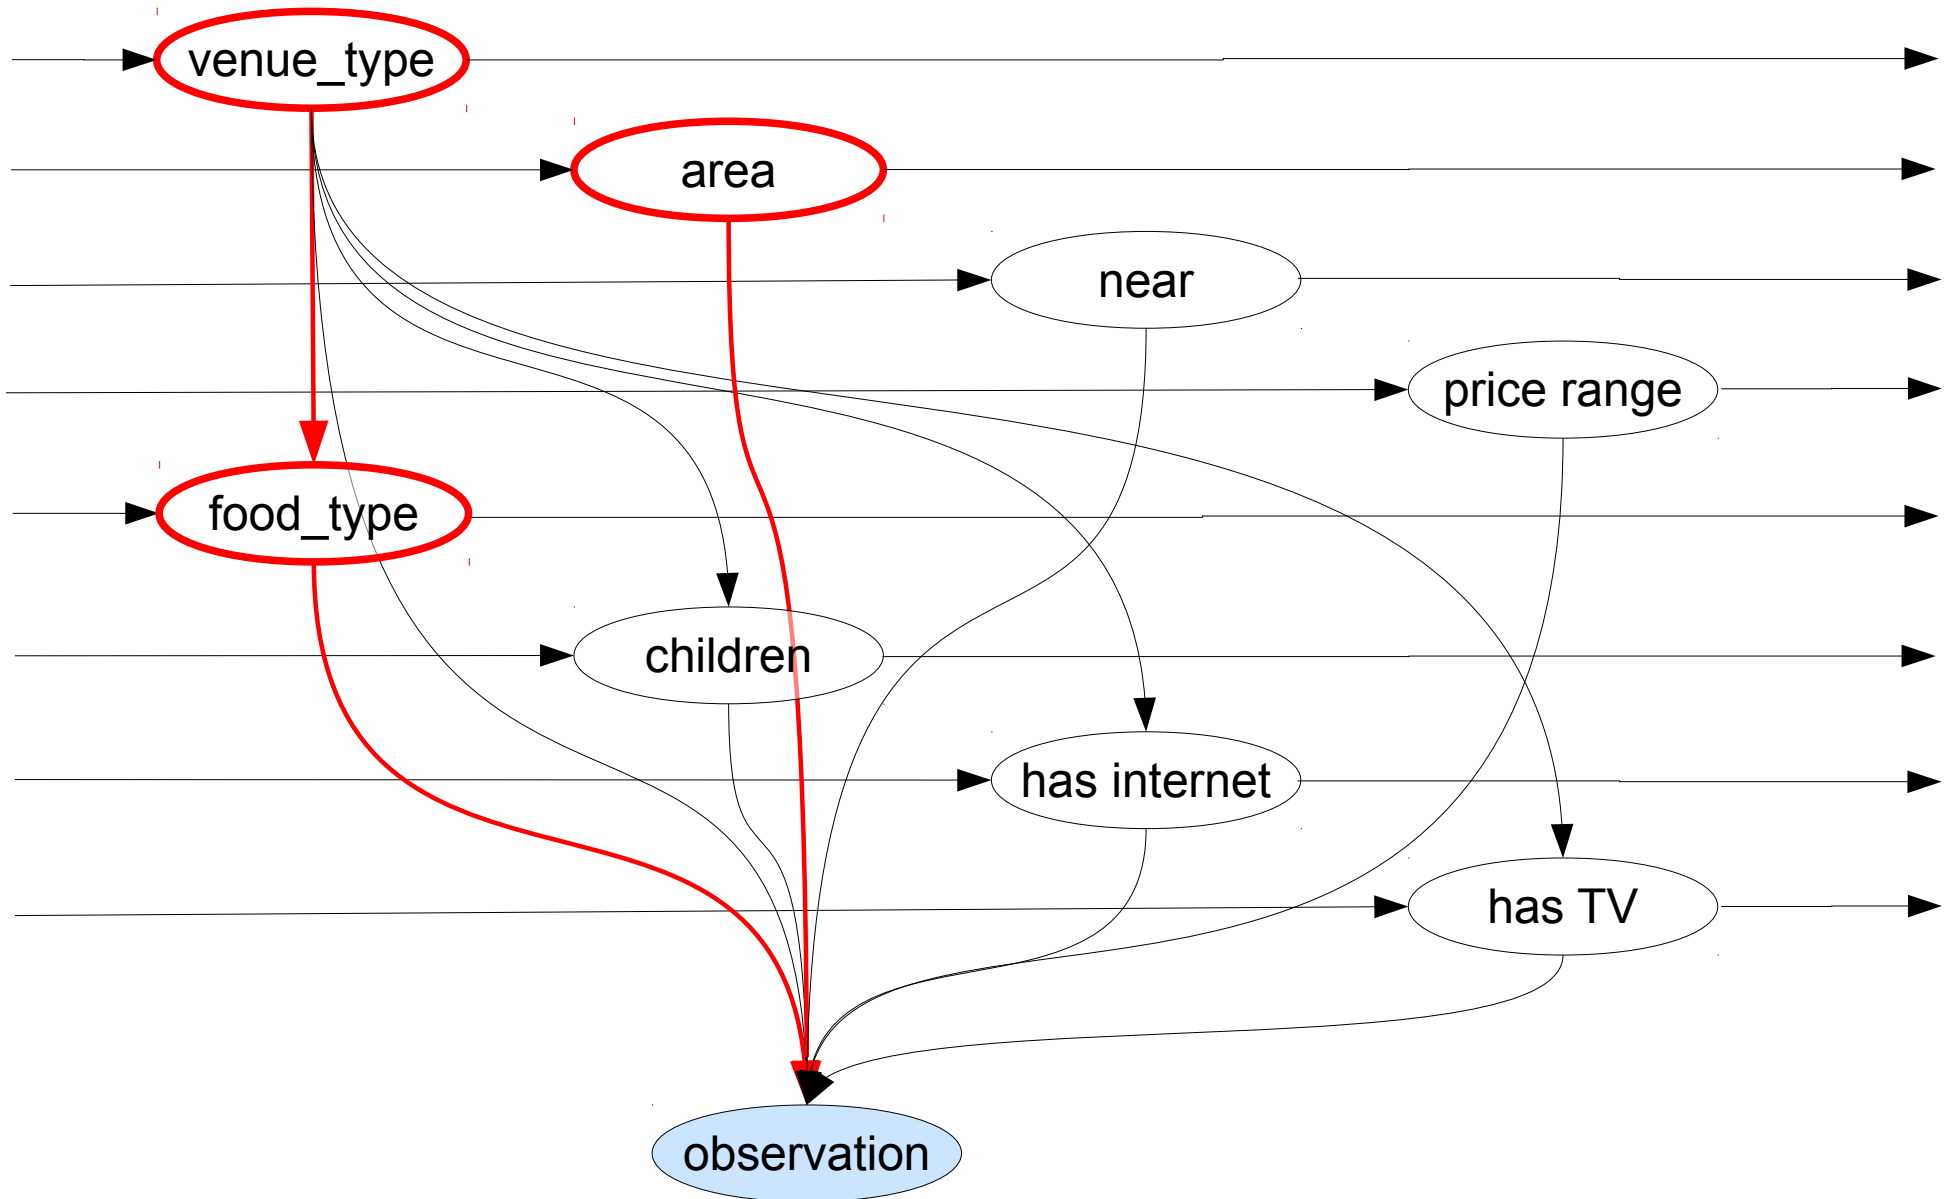 venue_type
area
near
price range
food_type
children
has internet
has TV
observation